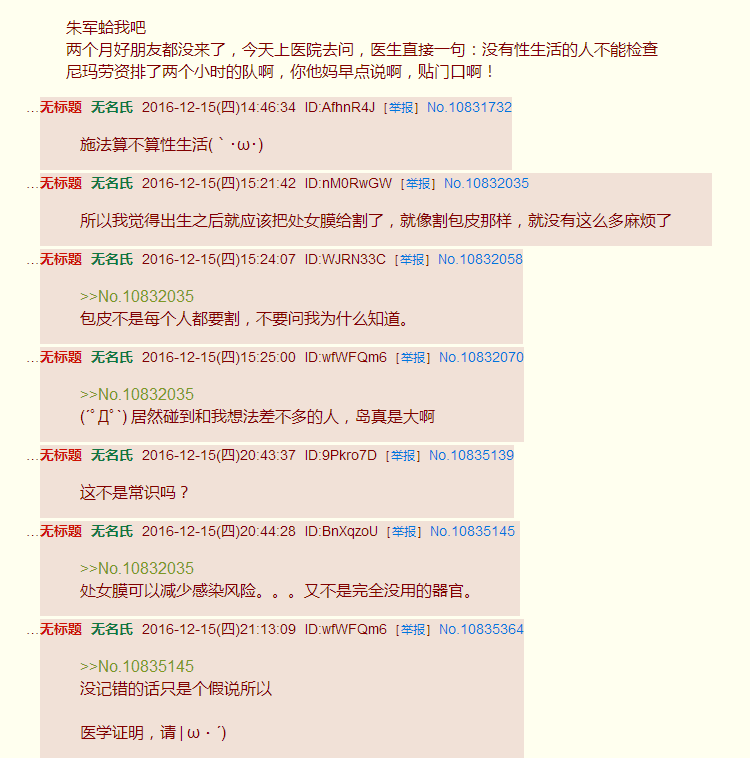 朱军蛤我吧
两个月好朋友都没来了，今天上医院去问，医生直接一句：没有性生活的人不能检查
尼玛劳资排了两个小时的队啊，你他妈早点说啊，贴门口啊！
…无标题 无名氏 2016-12-15(四)14:46:34 ID:AfhnR4J [举报] No.10831732
施法算不算性生活(｀･ω･)
…无标题 无名氏 2016-12-15(四)15:21:42 ID:nM0RwGW [举报] No.10832035
所以我觉得出生之后就应该把处女膜给割了，就像割包皮那样，就没有这么多麻烦了
…无标题 无名氏 2016-12-15(四)15:24:07 ID:WJRN33C [举报] No.10832058
>>No.10832035
包皮不是每个人都要割，不要问我为什么知道。
…无标题 无名氏 2016-12-15(四)15:25:00 ID:wfWFQm6 [举报] No.10832070
>>No.10832035
(´ﾟДﾟ`) 居然碰到和我想法差不多的人，岛真是大啊
…无标题 无名氏 2016-12-15(四)20:43:37 ID:9Pkro7D [举报] No.10835139
这不是常识吗？
…无标题 无名氏 2016-12-15(四)20:44:28 ID:BnXqzoU [举报] No.10835145
>>No.10832035
处女膜可以减少感染风险。。。又不是完全没用的器官。
…无标题 无名氏 2016-12-15(四)21:13:09 ID:wfWFQm6 [举报] No.10835364
>>No.10835145
没记错的话只是个假说所以
医学证明，请 | ω・´)